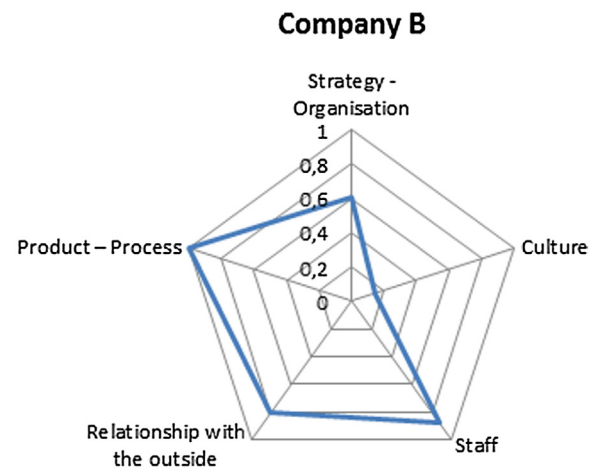 Company B
Strategy -
Organisation
1
0,8
0,6
0,4
0,2
0
Product – Process
Culture
Relationship with
the outside
Staff